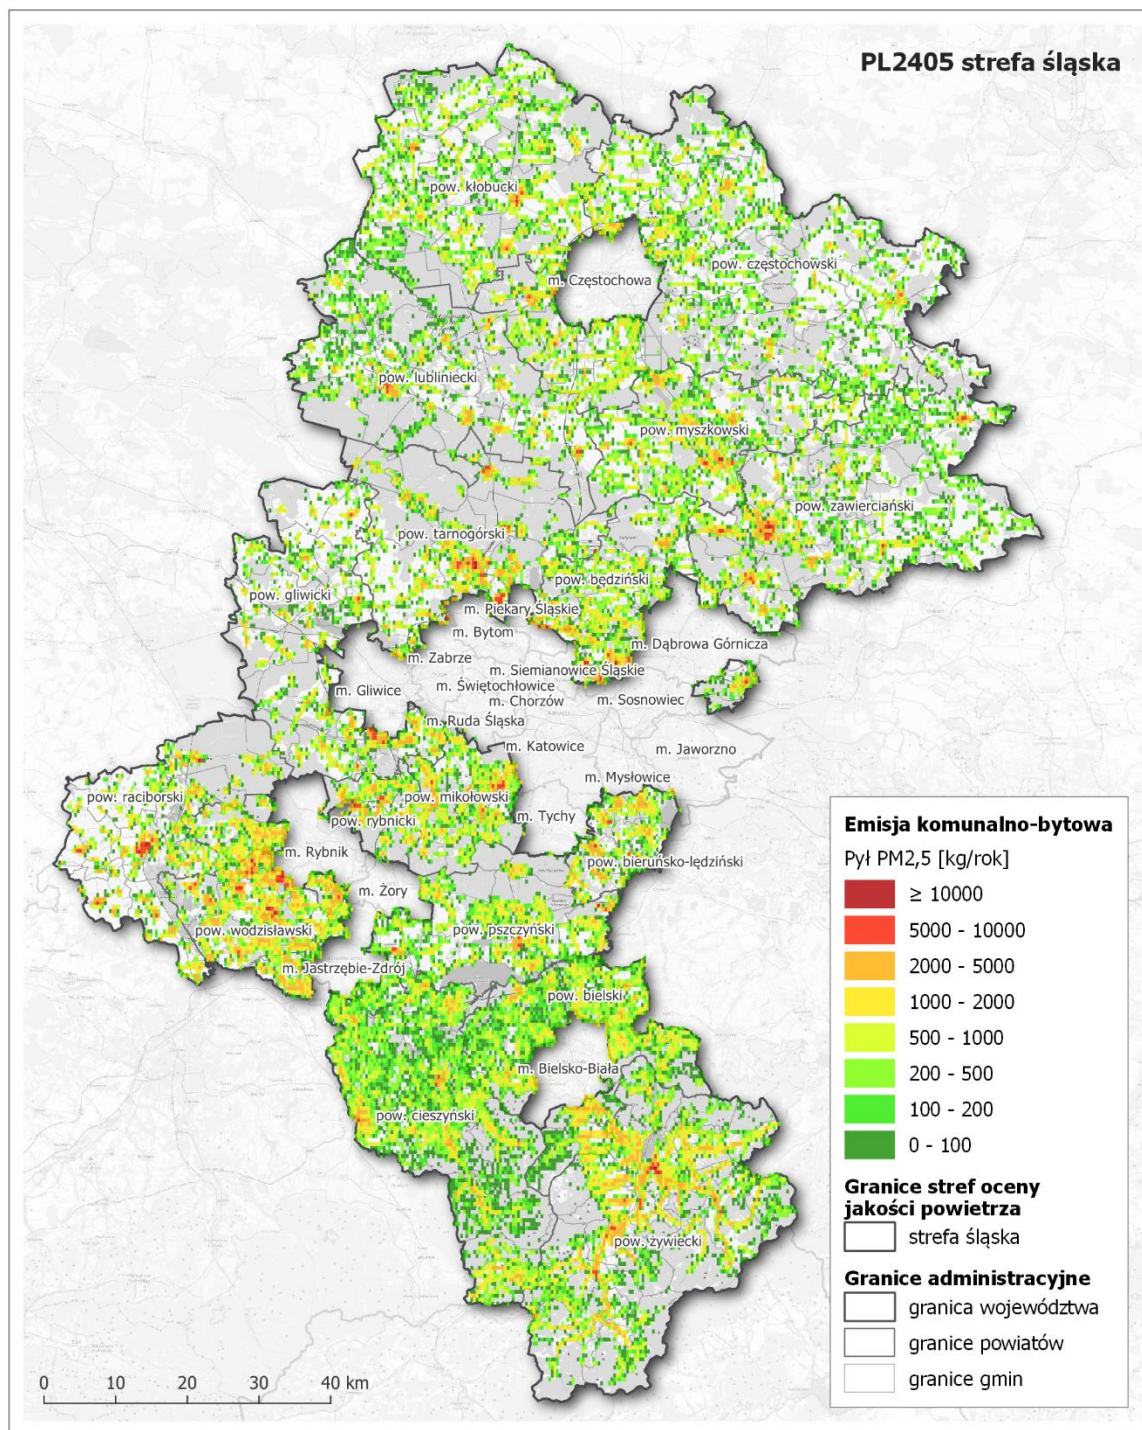 PL2405 strefa śląska
pow. kłobucki
pow. częstochowski
m. Częstochowa
pow. lubliniecki
pow. myszkowski
pow. zawierciański
pow. tarnogórski
pow. będziński
pow. gliwicki
m. Piekary Śląskie
m. Bytom
m. Dąbrowa Górnicza
m. Zabrze
m. Siemianowice Śląskie
m. Świętochłowice
m. Gliwice
m. Chorzów
m. Sosnowiec
m. Ruda Śląska
m. Katowice
m. Jaworzno
m. Mysłowice
pow. raciborski
pow. mikołowski
m. Tychy
pow. rybnicki
m. Rybnik
pow. bieruńsko-lędziński
m. Żory
pow. wodzisławski
pow. pszczyński
m. Jastrzębie-Zdrój
pow. bielski
m. Bielsko-Biała
pow. cieszyński
pow. żywiecki
Emisja komunalno-bytowa
Pył PM2,5 [kg/rok]
≥ 10000
5000 - 10000
2000 - 5000
1000 - 2000
500 - 1000
200 - 500
100 - 200
0 - 100
Granice stref oceny
jakości powietrza
strefa śląska
Granice administracyjne
granica województwa
granice powiatów
granice gmin
0 10 20 30 40 km